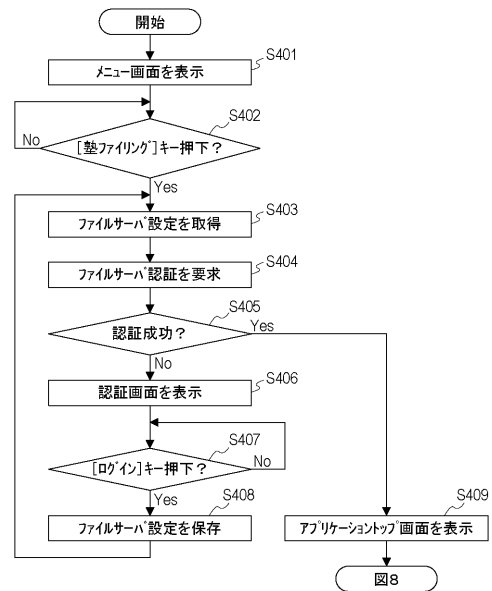 開始
S401
メニュー画面を表示
S402
[塾ファイリング]キー押下？
No
Yes
S403
ファイルサーバ設定を取得
S404
ファイルサーバ認証を要求
S405
認証成功？
Yes
No
S406
認証画面を表示
S407
[ログイン]キー押下？
No
Yes
S408
ファイルサーバ設定を保存
S409
アプリケーショントップ画面を表示
図8